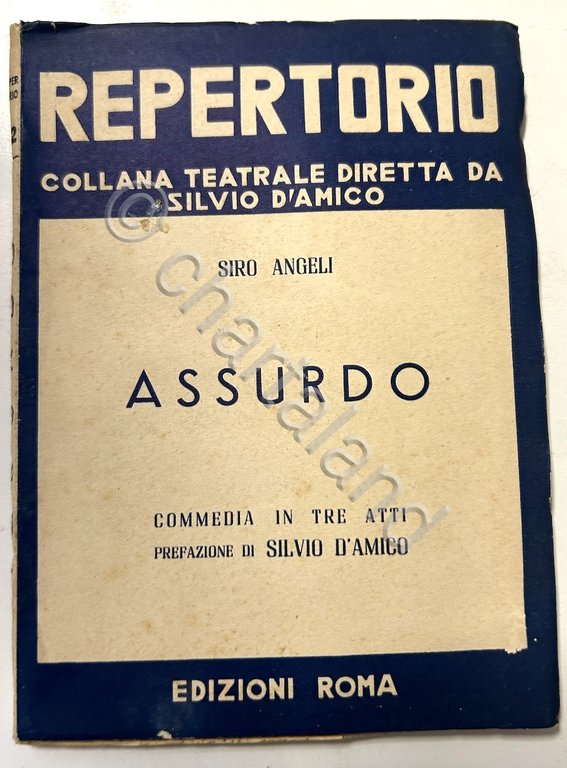 REPERTORIO
COLLANA TEATRALE DIRETTA DA
SILVIO D'AMICO
SIRO ANGELI
ASSURDO
COMMEDIA IN TRE ATTI
PREFAZIONE DI SILVIO D'AMICO
EDIZIONI ROMA
© chartaland